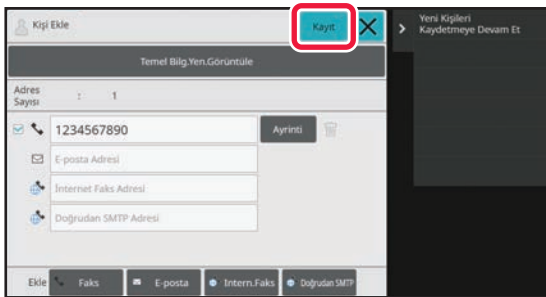 Kişi Ekle
Kayıt
Yeni Kişileri
Kaydetmeye Devam Et
Temel Bilg.Yen.Görüntüle
Adres
Sayısı : 1
1234567890
Ayrinti
E-posta Adresi
İnternet Faks Adresi
Doğrudan SMTP Adresi
Ekle
Faks
E-posta
Intern.Faks
Doğrudan SMTP